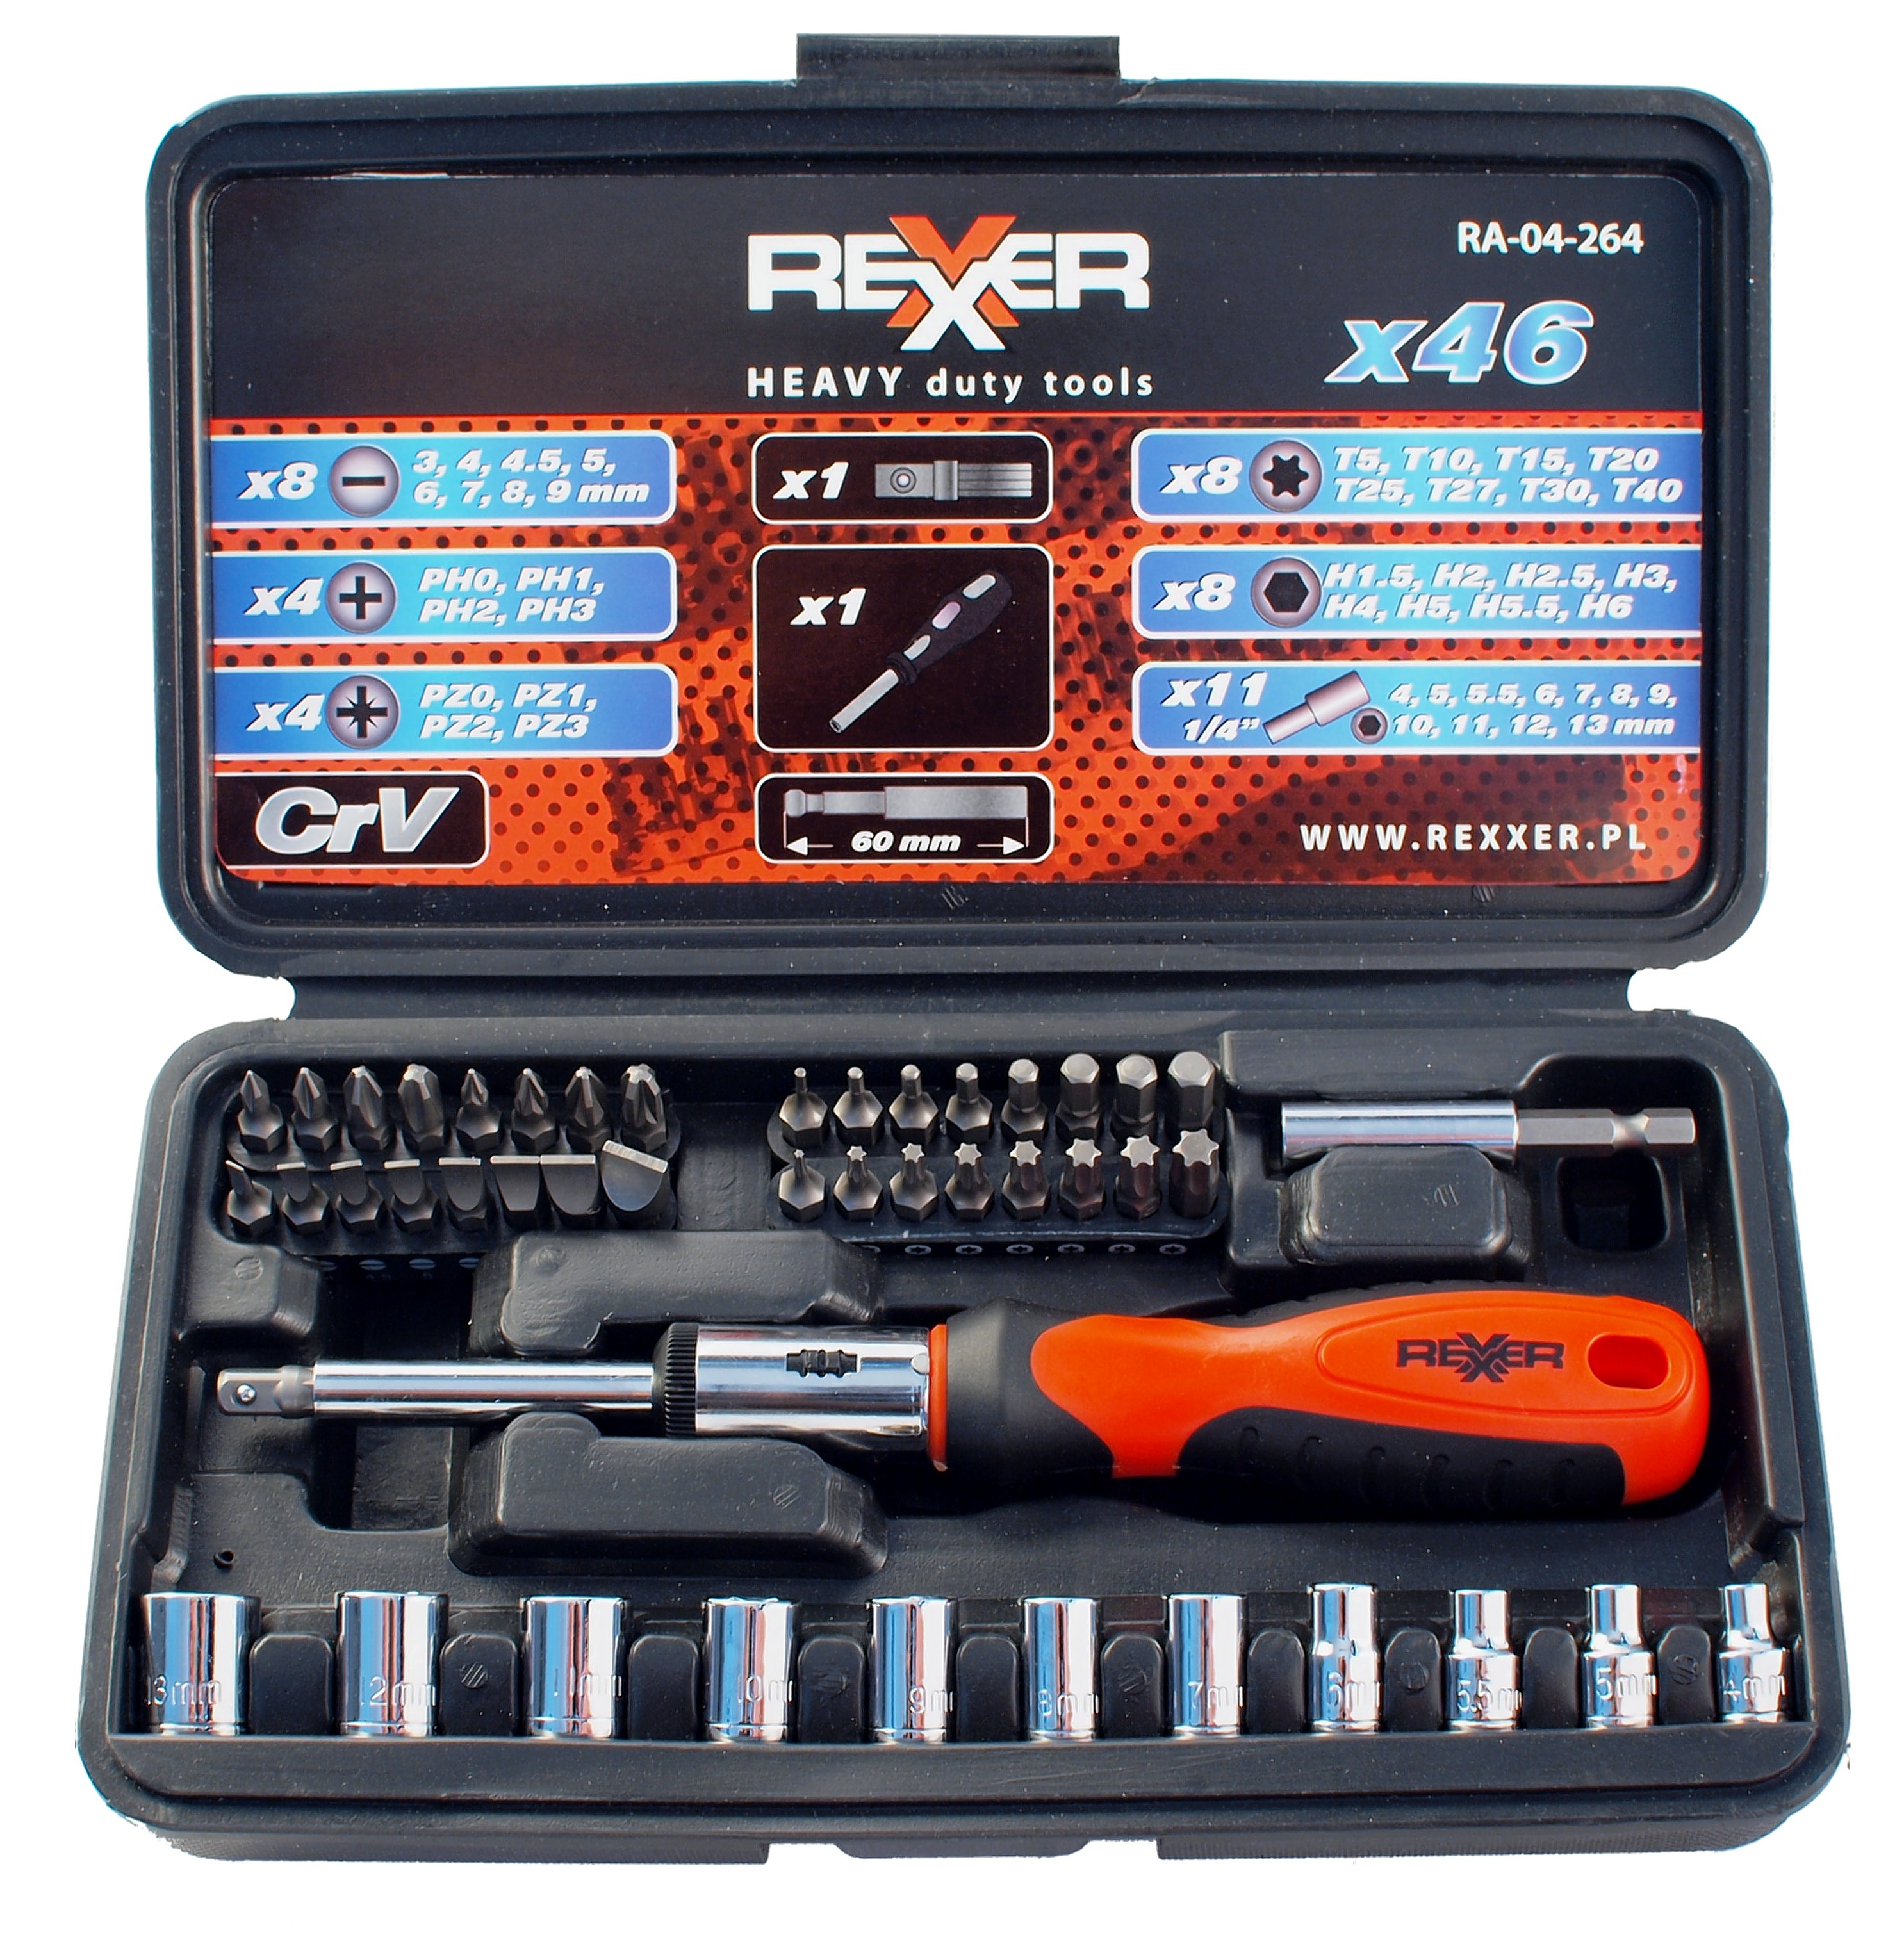 REXXER
HEAVY duty tools
RA-04-264
x46
x8
3, 4, 4.5, 5,
6, 7, 8, 9 mm
x4
PH0, PH1,
PH2, PH3
x4
PZ0, PZ1,
PZ2, PZ3
CrV
x1
x1
60 mm
x8
T5, T10, T15, T20
T25, T27, T30, T40
x8
H1.5, H2, H2.5, H3,
H4, H5, H5.5, H6
x11
1/4"
4, 5, 5.5, 6, 7, 8, 9,
10, 11, 12, 13 mm
WWW.REXXER.PL
REXXER
13mm
12mm
11mm
10mm
9mm
8mm
7mm
6mm
5.5mm
5mm
4mm